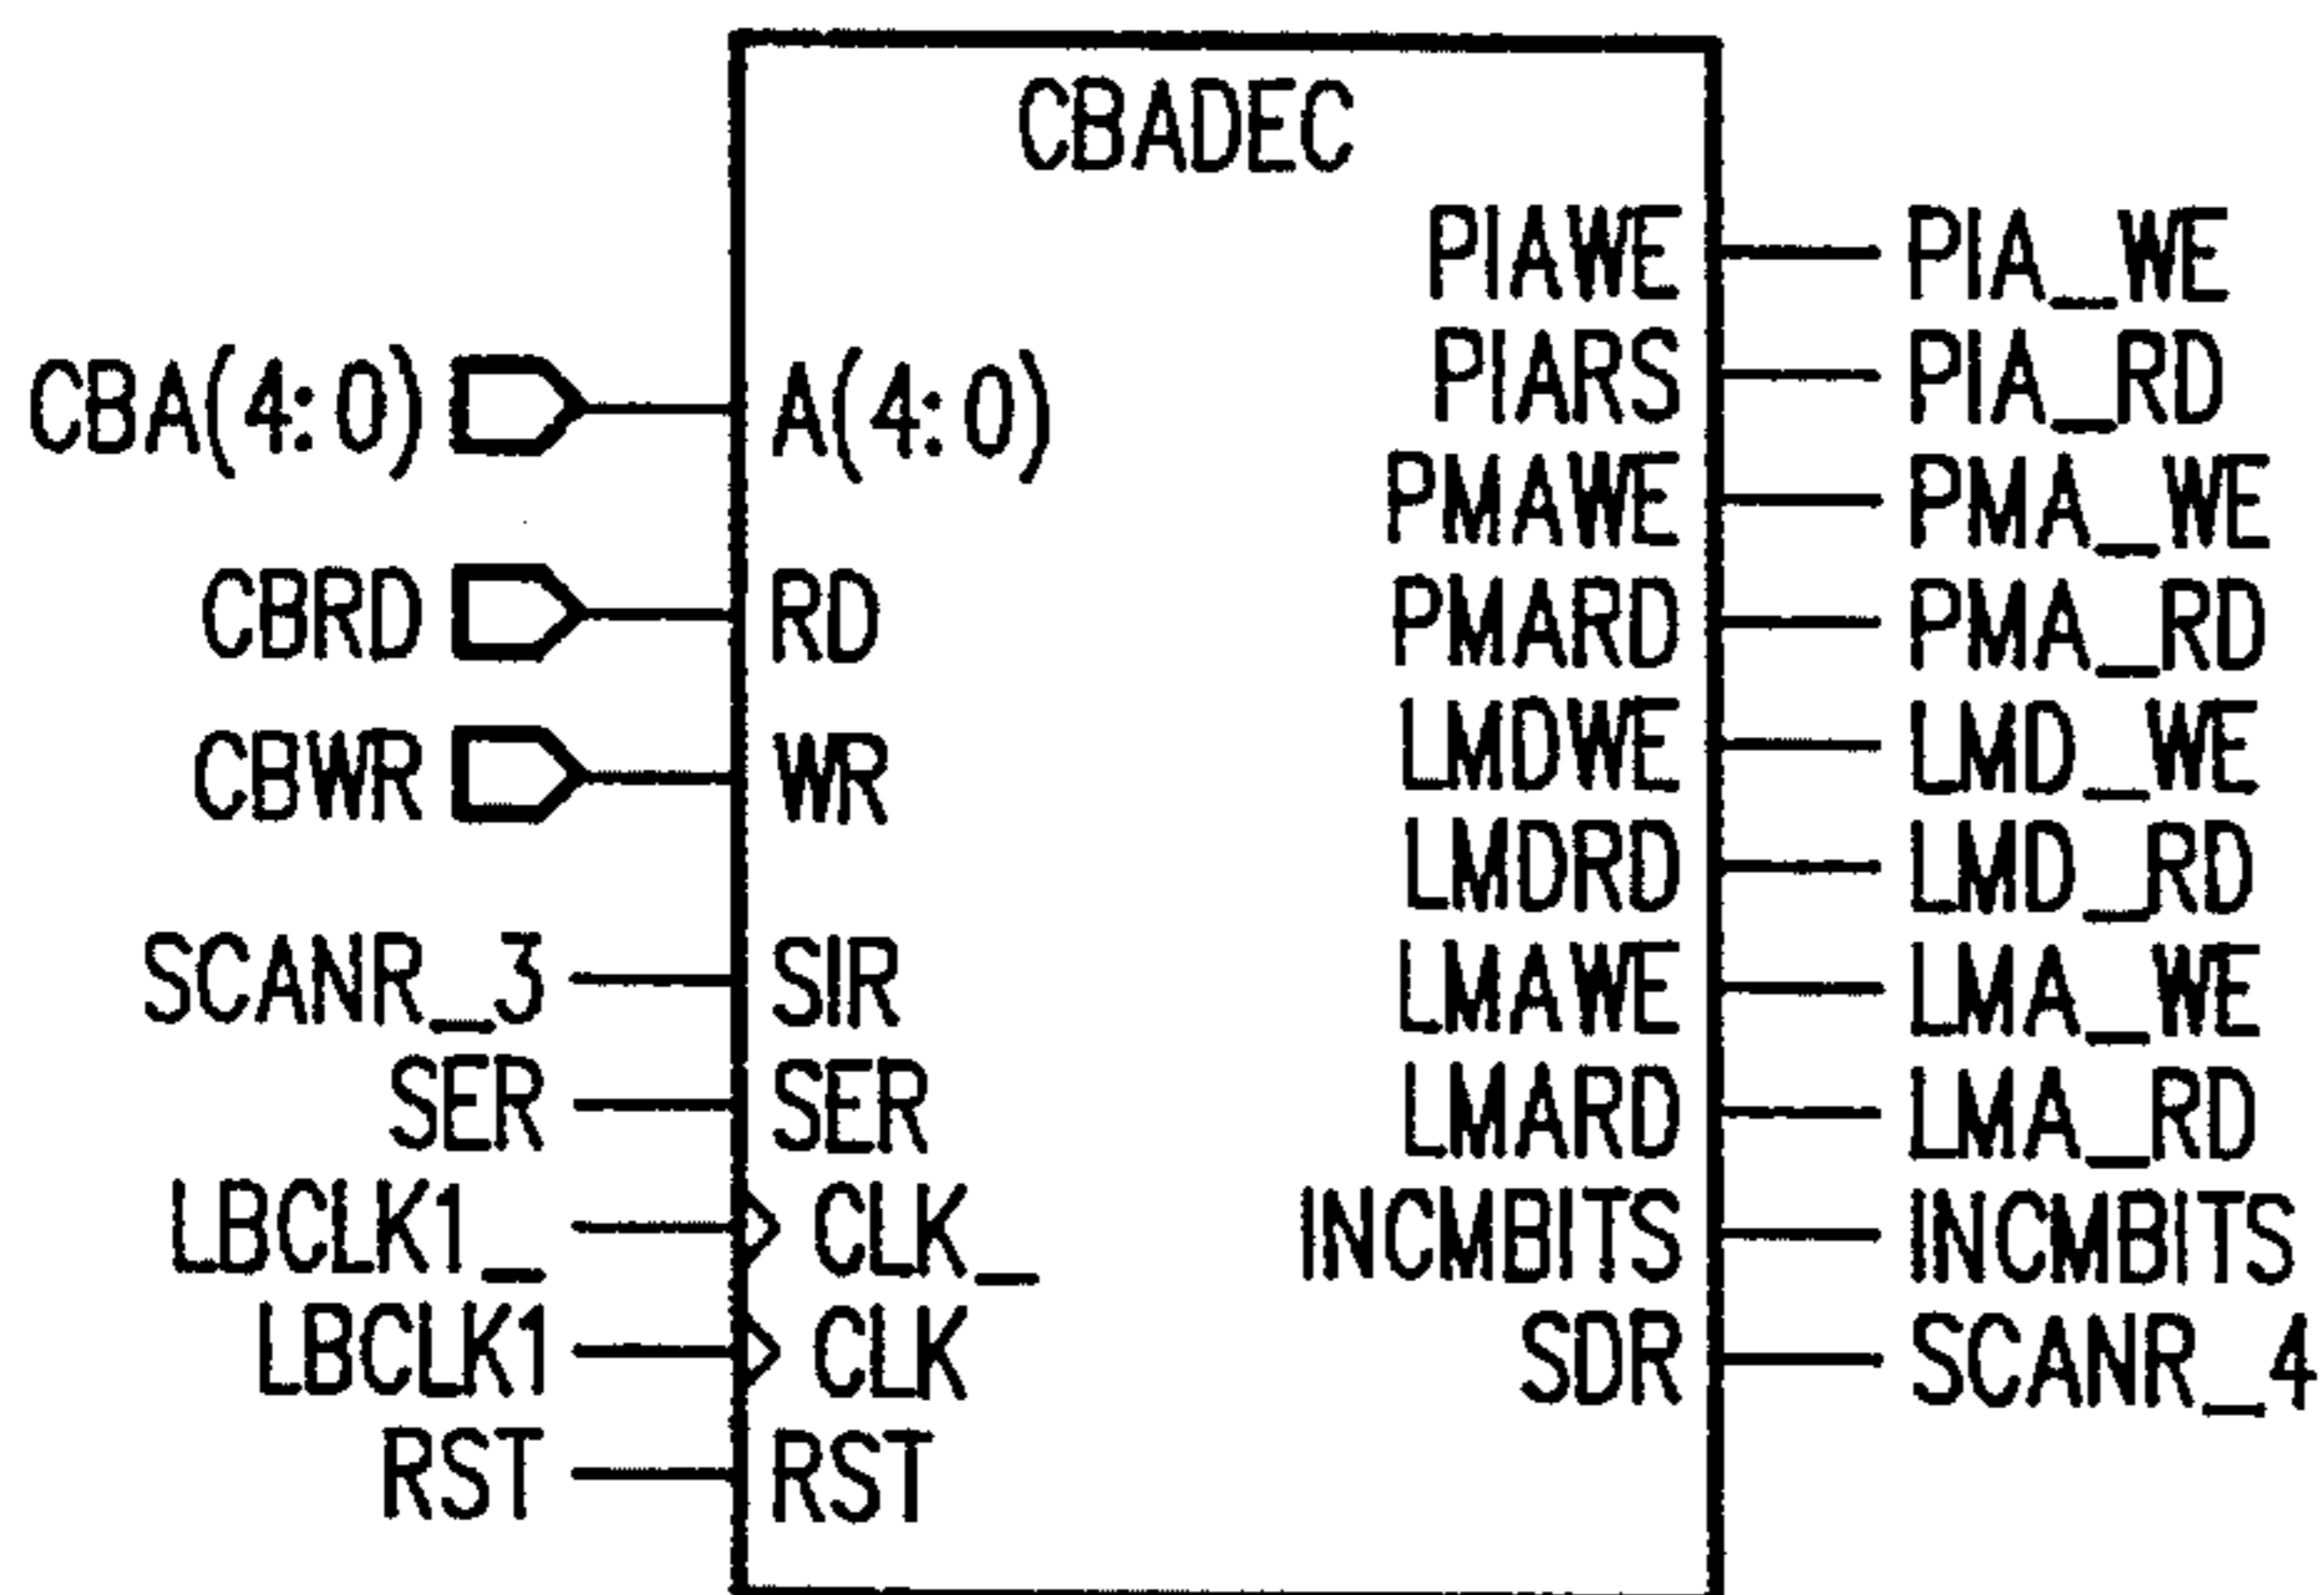 CBADEC
PIAWE PIA_WE
PIARS PIA_RD
CBA(4:0) A(4:0)
PMAWE PMA_WE
CBRD RD PMARD PMA_RD
LMDWE LMD_WE
CBWR WR
LMDRD LMD_RD
SCANR_3 SIR LMAWE LMA_WE
SER SER LMARD LMA_RD
LBCLK1_ CLK_ INCMBITS INCMBITS
LBCLK1 CLK SDR SCANR_4
RST RST